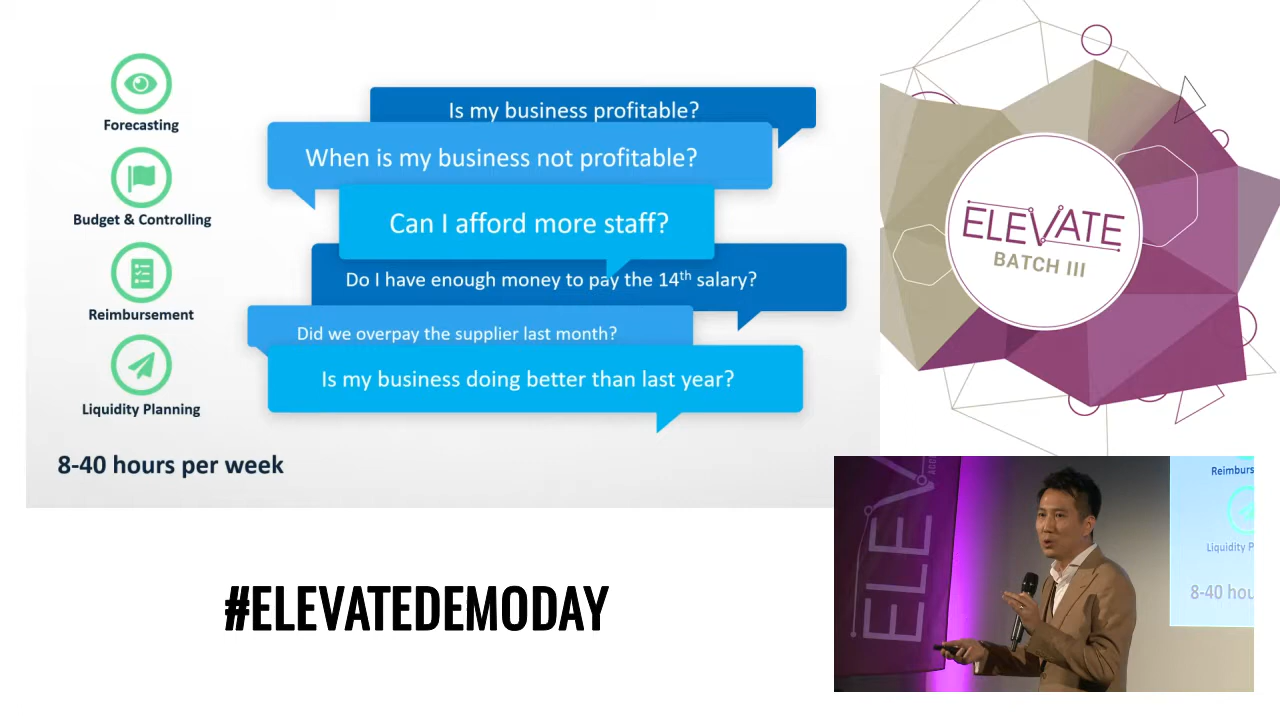 Forecasting
Budget & Controlling
Reimbursement
Liquidity Planning
8-40 hours per week
Is my business profitable?
When is my business not profitable?
Can I afford more staff?
Do I have enough money to pay the 14th salary?
Did we overpay the supplier last month?
Is my business doing better than last year?
ELEVATE
BATCH III
#ELEVATEDEMODAY
ELEV
ACC
Reimburs
Liquidity P
8-40 hou